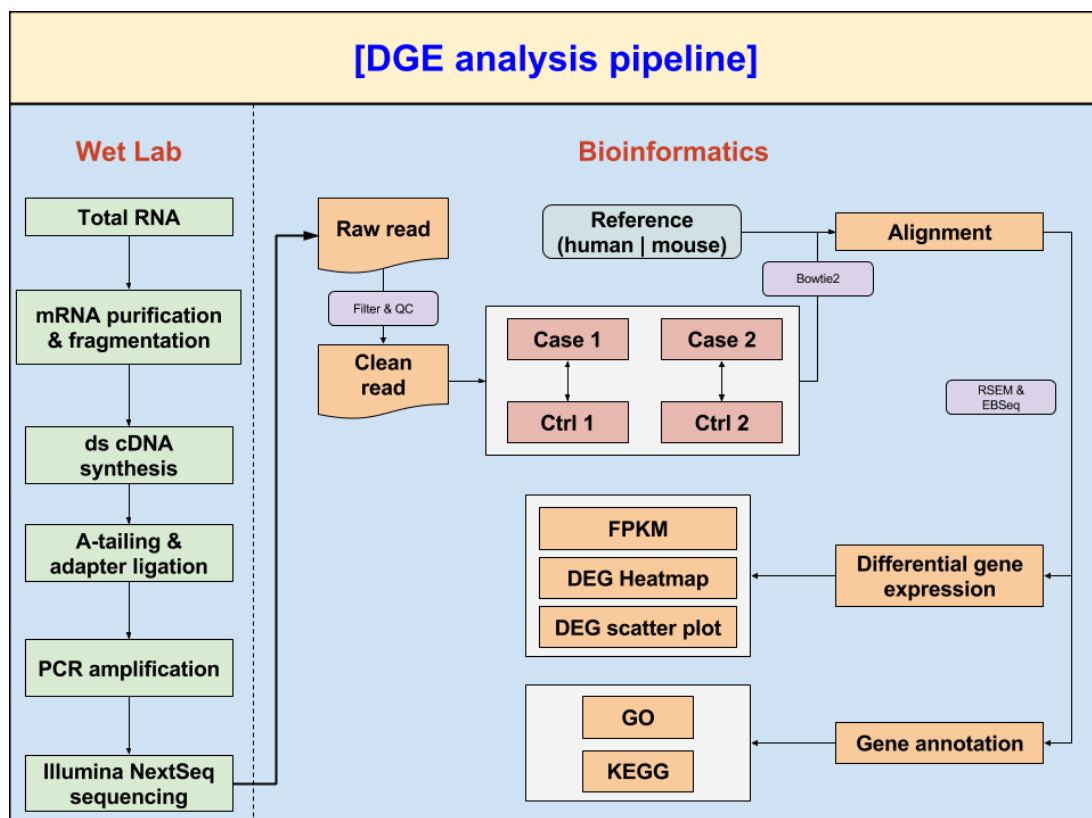 [DGE analysis pipeline]
Wet Lab
Total RNA
mRNA purification
& fragmentation
ds cDNA
synthesis
A-tailing &
adapter ligation
PCR amplification
Illumina NextSeq
sequencing
Bioinformatics
Raw read
Filter & QC
Clean
read
Reference
(human | mouse)
Alignment
Bowtie2
Case 1
Case 2
Ctrl 1
Ctrl 2
RSEM &
EBSeq
FPKM
DEG Heatmap
DEG scatter plot
Differential gene
expression
GO
KEGG
Gene annotation